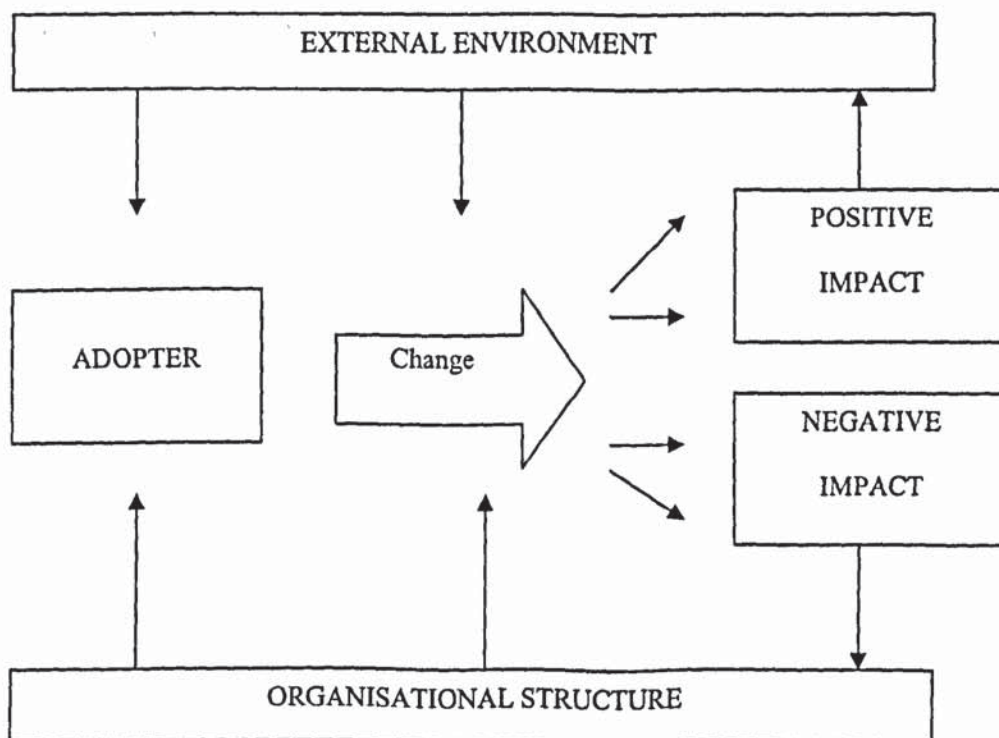 EXTERNAL ENVIRONMENT
POSITIVE
IMPACT
ADOPTER
Change
NEGATIVE
IMPACT
ORGANISATIONAL STRUCTURE